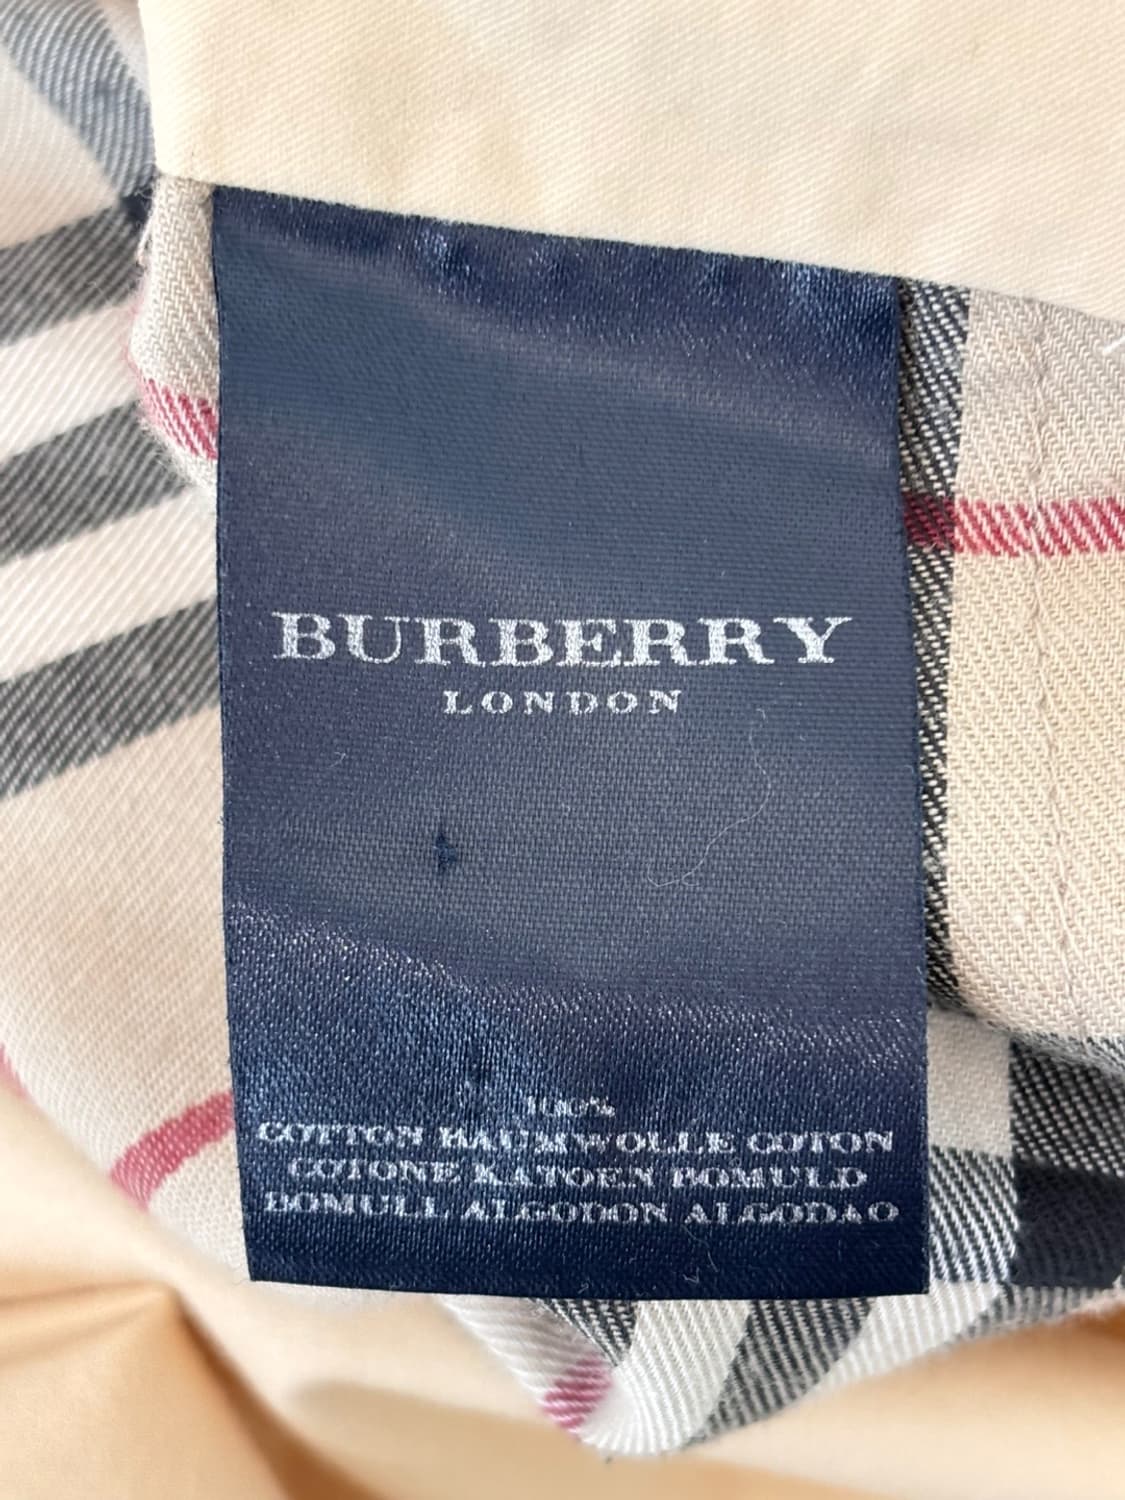 BURBERRY
LONDON
100%
COTTON BAUMWOLLE COTON
COTONE KATOEN BOMULD
BOMULL ALGODON ALGODAO